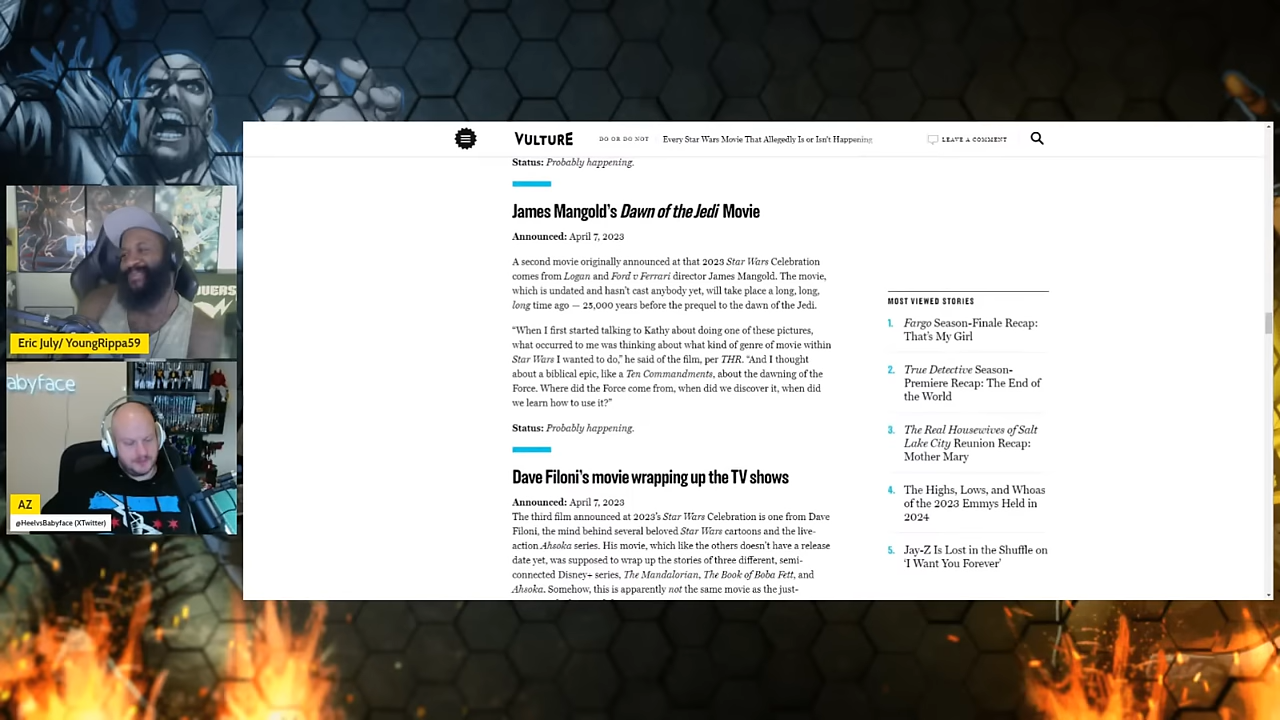 VULTURE
DO OR DO NOT
Every Star Wars Movie That Allegedly Is or Isn't Happening
LEAVE A COMMENT
Status: Probably happening.
James Mangold's Dawn of the Jedi Movie
Announced: April 7, 2023
A second movie originally announced at that 2023 Star Wars Celebration
comes from Logan and Ford v Ferrari director James Mangold. The movie,
which is undated and hasn't cast anybody yet, will take place a long, long,
long time ago — 25,000 years before the prequel to the dawn of the Jedi.
"When I first started talking to Kathy about doing one of these pictures,
what occurred to me was thinking about what kind of genre of movie within
Star Wars I wanted to do," he said of the film, per THR. "And I thought
about a biblical epic, like a Ten Commandments, about the dawning of the
Force. Where did the Force come from, when did we discover it, when did
we learn how to use it?"
Status: Probably happening.
Dave Filoni's movie wrapping up the TV shows
Announced: April 7, 2023
The third film announced at 2023's Star Wars Celebration is one from Dave
Filoni, the mind behind several beloved Star Wars cartoons and the live-
action Ahsoka series. His movie, which like the others doesn't have a release
date yet, was supposed to wrap up the stories of three different, semi-
connected Disney+ series, The Mandalorian, The Book of Boba Fett, and
Ahsoka. Somehow, this is apparently not the same movie as the just-
MOST VIEWED STORIES
1. Fargo Season-Finale Recap:
That's My Girl
2. True Detective Season-
Premiere Recap: The End of
the World
3. The Real Housewives of Salt
Lake City Reunion Recap:
Mother Mary
4. The Highs, Lows, and Whoas
of the 2023 Emmys Held in
2024
5. Jay-Z Is Lost in the Shuffle on
'I Want You Forever'
Eric July/ YoungRippa59
abyface
AZ
@HeelvsBabyface (XTwitter)